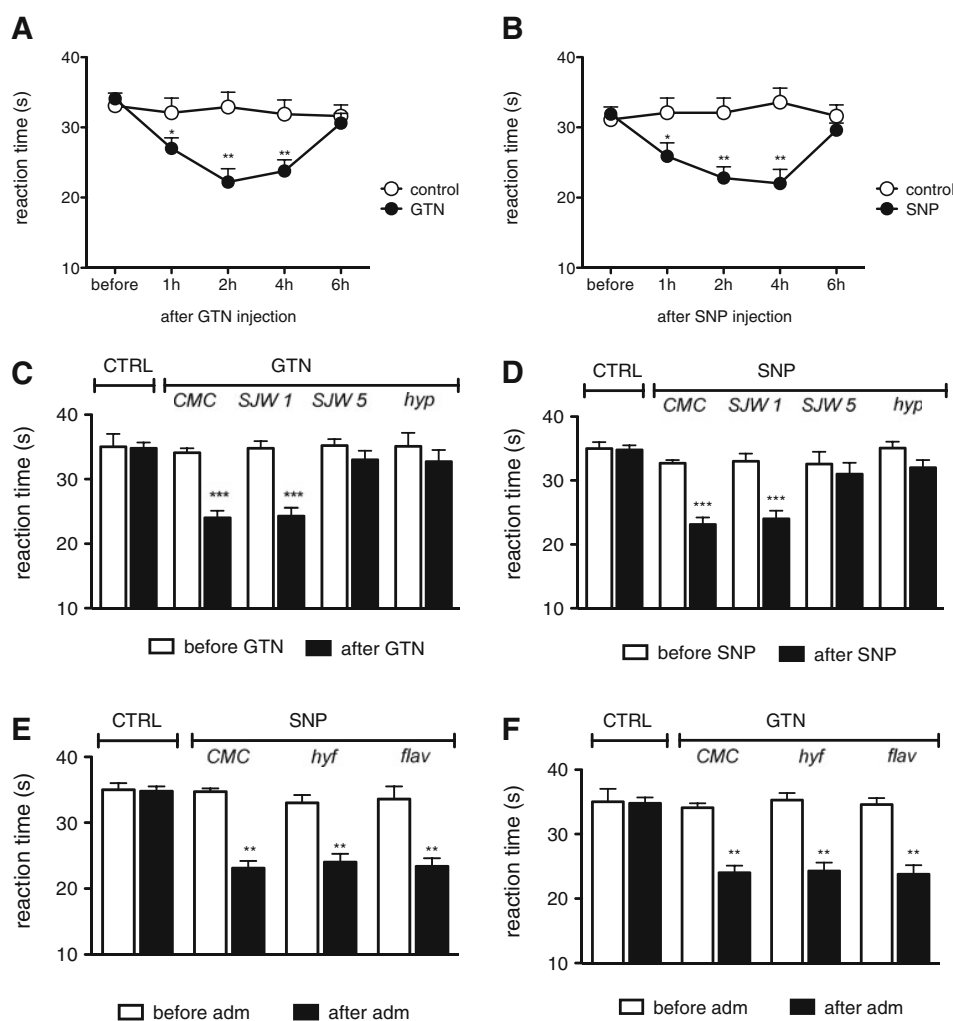 A
B
40
30
20
10
reaction time (s)
* ** **
control
GTN
before 1h 2h 4h 6h
after GTN injection
40
30
20
10
reaction time (s)
* ** **
control
SNP
before 1h 2h 4h 6h
after SNP injection
C
CTRL GTN
CMC SJW 1 SJW 5 hyp
40
30
20
10
reaction time (s)
*** ***
before GTN after GTN
D
CTRL SNP
CMC SJW 1 SJW 5 hyp
40
30
20
10
reaction time (s)
*** ***
before SNP after SNP
E
CTRL SNP
CMC hyf flav
40
30
20
10
reaction time (s)
** ** **
before adm after adm
F
CTRL GTN
CMC hyf flav
40
30
20
10
reaction time (s)
** ** **
before adm after adm